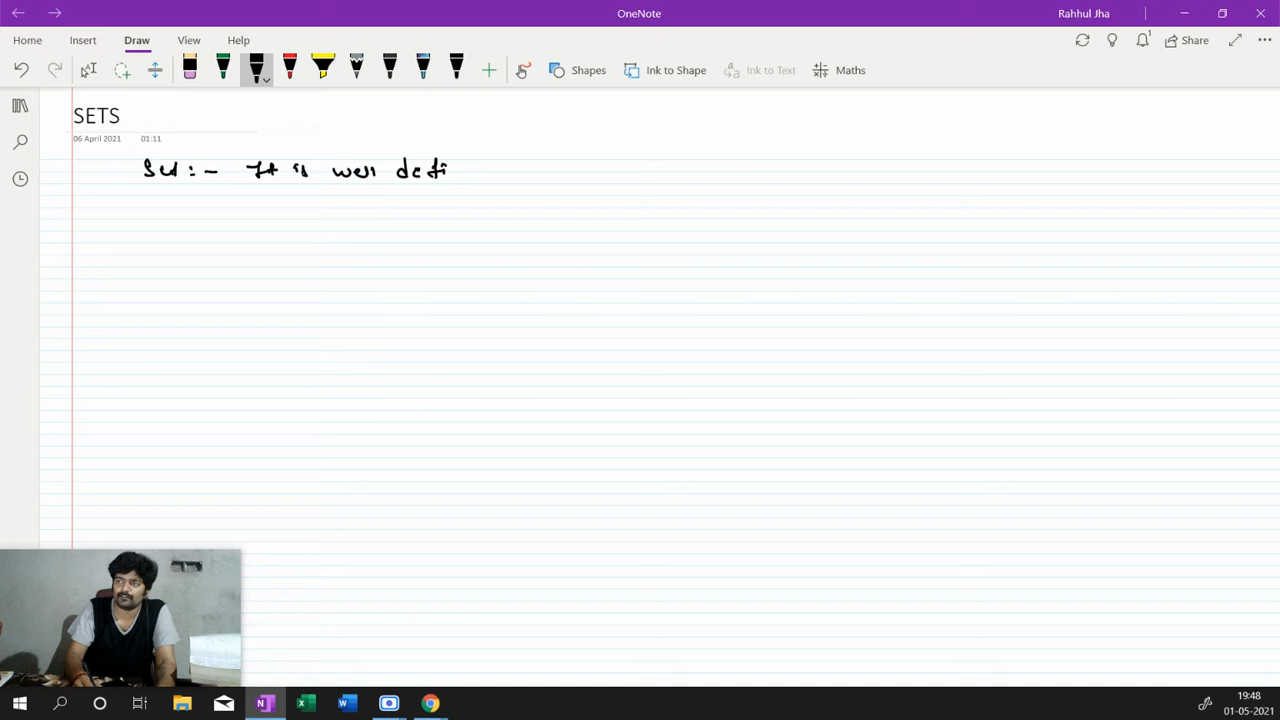 OneNote
Rahhul Jha
Home Insert Draw View Help
Share
Shapes Ink to Shape Ink to Text Maths
SETS
06 April 2021 01:11
Set :- It is well defi
19:48
01-05-2021